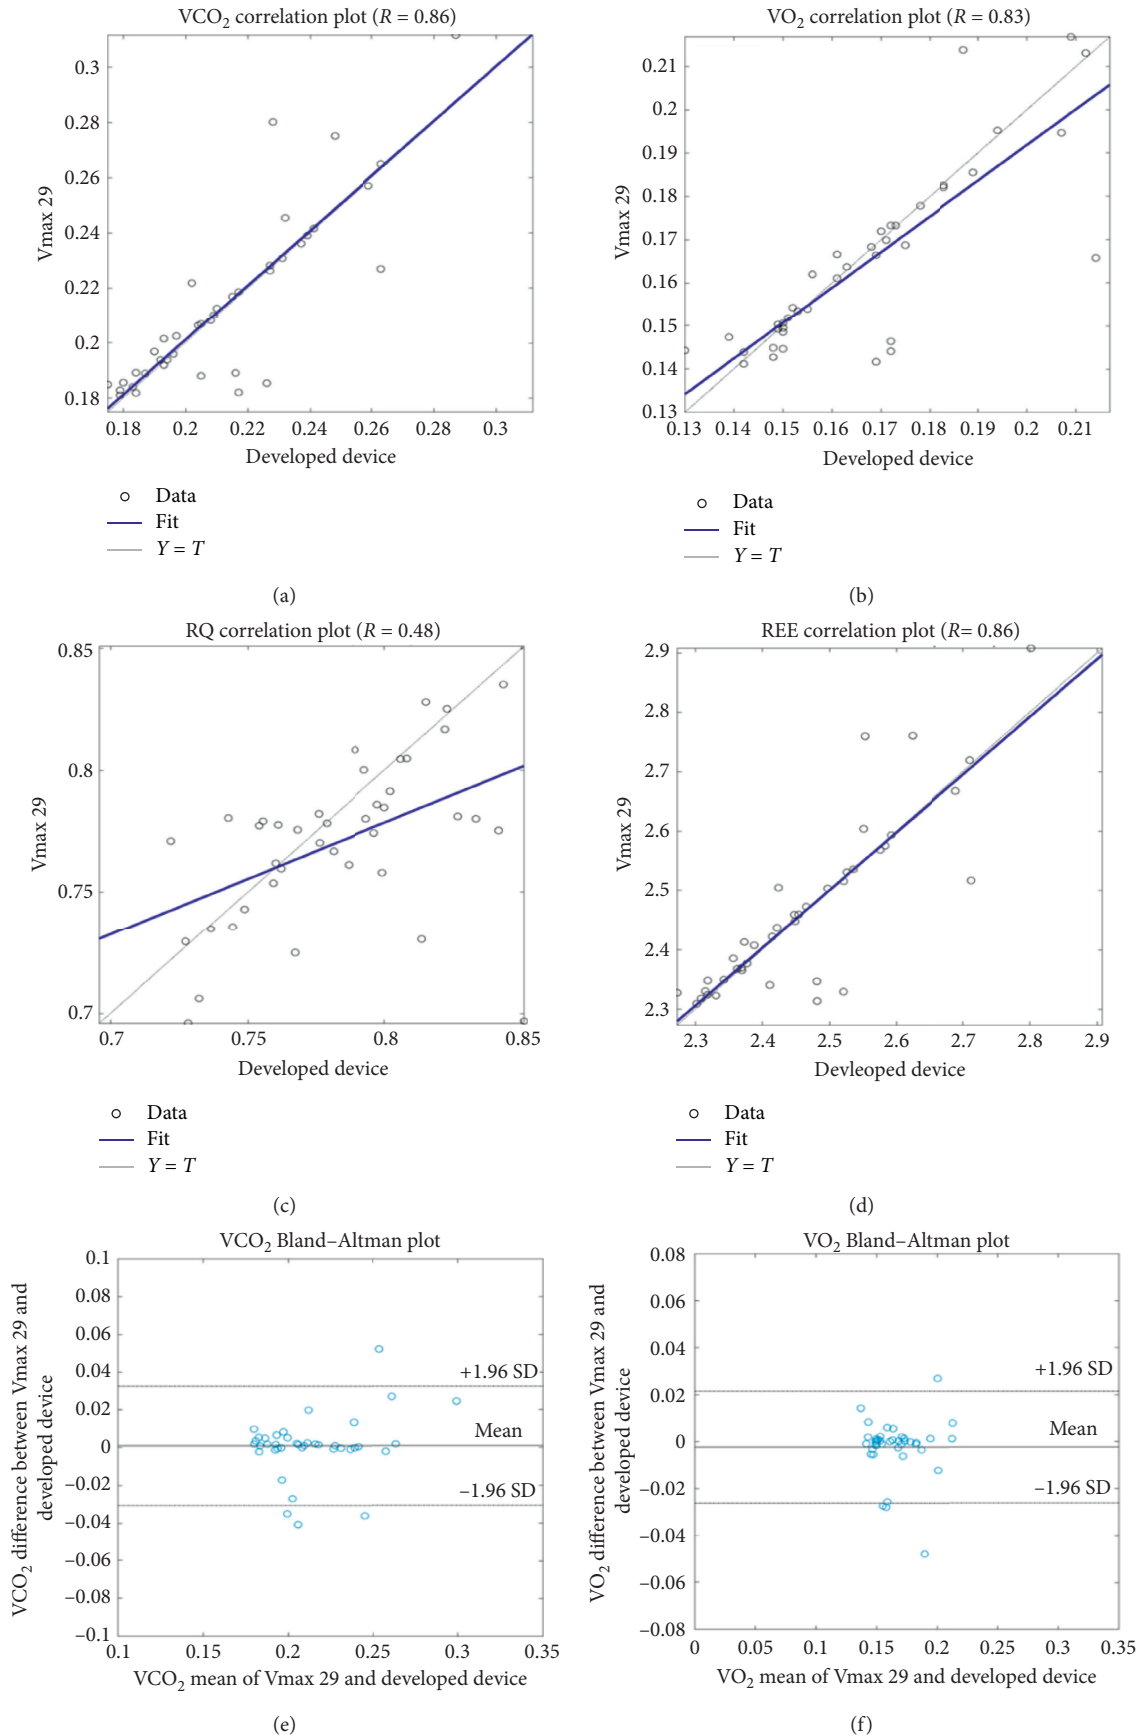 VCO₂ correlation plot (R = 0.86)
0.3
0.28
0.26
0.24
0.22
0.2
0.18
Vmax 29
0.18 0.2 0.22 0.24 0.26 0.28 0.3
Developed device
Data
Fit
Y = T
(a)
VO₂ correlation plot (R = 0.83)
0.21
0.2
0.19
0.18
0.17
0.16
0.15
0.14
0.13
Vmax 29
0.13 0.14 0.15 0.16 0.17 0.18 0.19 0.2 0.21
Developed device
Data
Fit
Y = T
(b)
RQ correlation plot (R = 0.48)
0.85
0.8
0.75
0.7
Vmax 29
0.7 0.75 0.8 0.85
Developed device
Data
Fit
Y = T
(c)
REE correlation plot (R= 0.86)
2.9
2.8
2.7
2.6
2.5
2.4
2.3
Vmax 29
2.3 2.4 2.5 2.6 2.7 2.8 2.9
Devleoped device
Data
Fit
Y = T
(d)
VCO₂ Bland–Altman plot
0.1
0.08
0.06
0.04
0.02
0
–0.02
–0.04
–0.06
–0.08
–0.1
VCO₂ difference between Vmax 29 and
developed device
+1.96 SD
Mean
–1.96 SD
0.1 0.15 0.2 0.25 0.3 0.35
VCO₂ mean of Vmax 29 and developed device
(e)
VO₂ Bland–Altman plot
0.08
0.06
0.04
0.02
0
–0.02
–0.04
–0.06
–0.08
VO₂ difference between Vmax 29 and
developed device
+1.96 SD
Mean
–1.96 SD
0 0.05 0.1 0.15 0.2 0.25 0.3 0.35
VO₂ mean of Vmax 29 and developed device
(f)